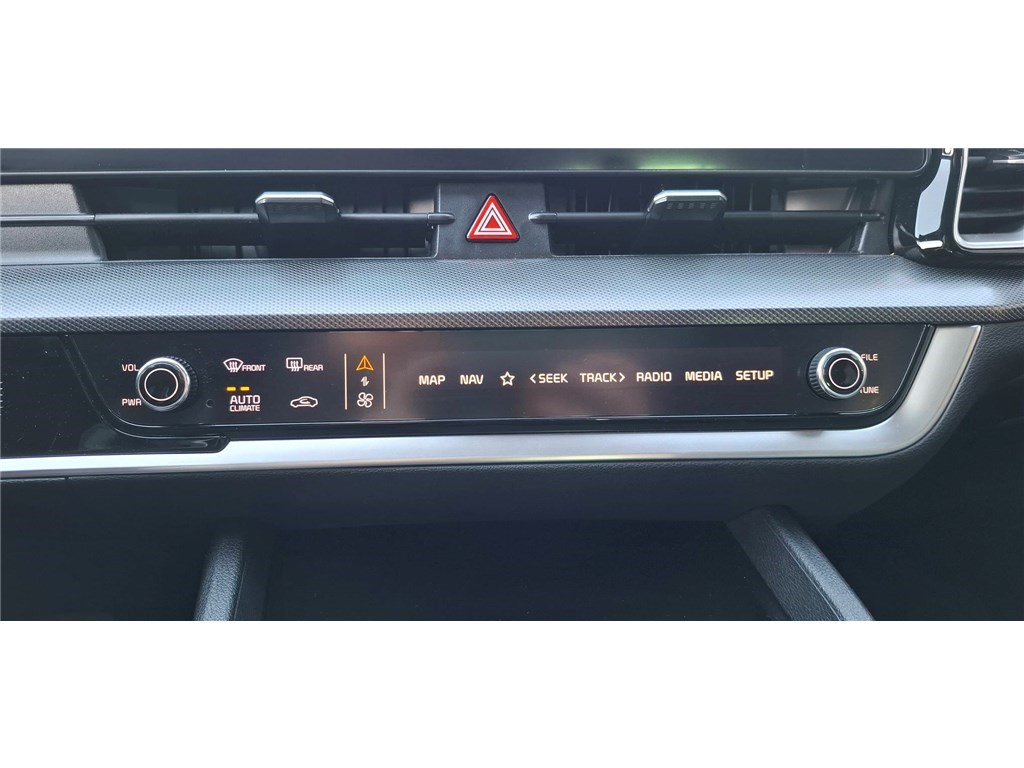 VOL
PWR
FRONT
REAR
AUTO
CLIMATE
MAP NAV ☆ <SEEK TRACK> RADIO MEDIA SETUP
FILE
TUNE